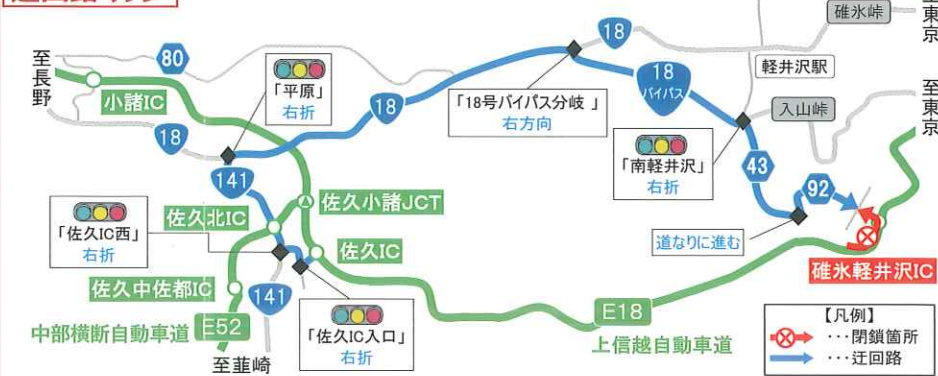 碓氷峠
至東京
18
至長野
80
「平原」
右折
18
バイパス
軽井沢駅
至東京
小諸IC
18
「18号バイパス分岐 」
右方向
入山峠
18
「南軽井沢」
右折
43
92
141
佐久北IC
佐久小諸JCT
「佐久IC西」
右折
佐久IC
道なりに進む
碓氷軽井沢IC
佐久中佐都IC
141
「佐久IC入口」
右折
E18
上信越自動車道
中部横断自動車道
E52
至韮崎
【凡例】
・・・閉鎖箇所
・・・迂回路